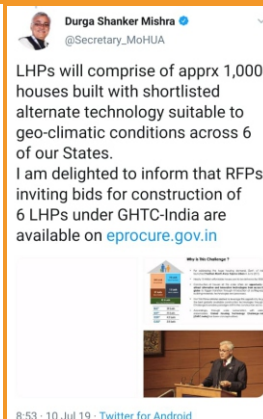 Durga Shanker Mishra
@Secretary_MoHUA
LHPs will comprise of apprx 1,000
houses built with shortlisted
alternate technology suitable to
geo-climatic conditions across 6
of our States.
I am delighted to inform that RFPs
inviting bids for construction of
6 LHPs under GHTC-India are
available on eprocure.gov.in
Who is this Challenge ?
8:53 · 10 Jul 19 · Twitter for Android